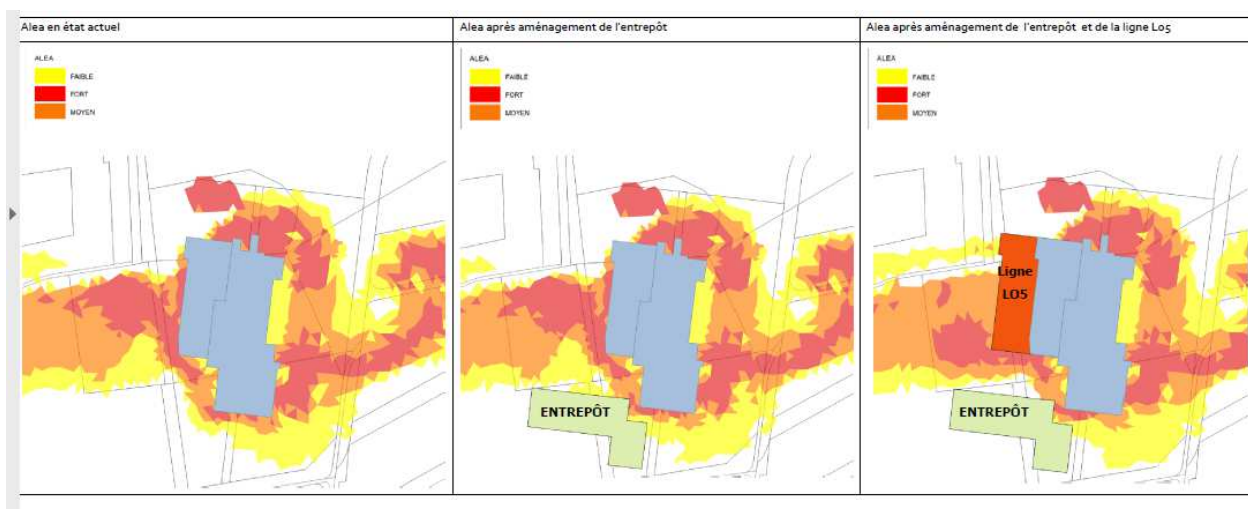 Alea en état actuel
ALEA
FAIBLE
FORT
MOYEN
Alea après aménagement de l'entrepôt
ALEA
FAIBLE
FORT
MOYEN
ENTREPÔT
Alea après aménagement de l'entrepôt et de la ligne Lo5
ALEA
FAIBLE
FORT
MOYEN
Ligne
LO5
ENTREPÔT